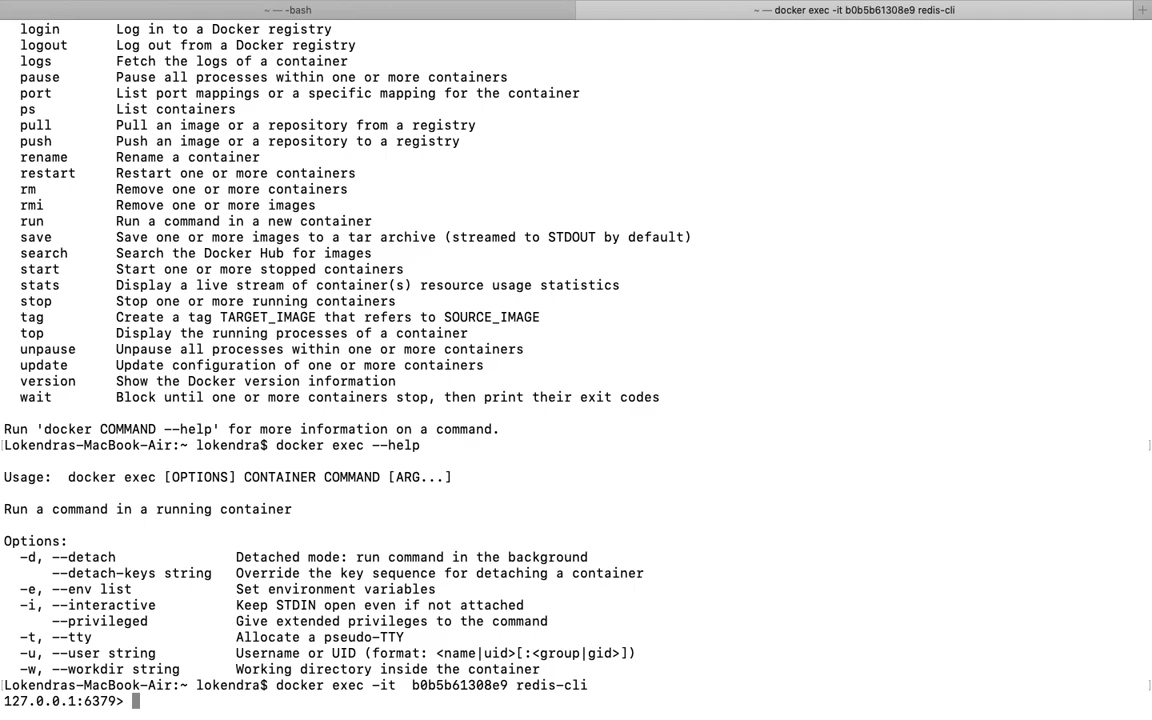 ~ — -bash
~ — docker exec -it b0b5b61308e9 redis-cli
+
login       Log in to a Docker registry
logout      Log out from a Docker registry
logs        Fetch the logs of a container
pause       Pause all processes within one or more containers
port        List port mappings or a specific mapping for the container
ps          List containers
pull        Pull an image or a repository from a registry
push        Push an image or a repository to a registry
rename      Rename a container
restart     Restart one or more containers
rm          Remove one or more containers
rmi         Remove one or more images
run         Run a command in a new container
save        Save one or more images to a tar archive (streamed to STDOUT by default)
search      Search the Docker Hub for images
start       Start one or more stopped containers
stats       Display a live stream of container(s) resource usage statistics
stop        Stop one or more running containers
tag         Create a tag TARGET_IMAGE that refers to SOURCE_IMAGE
top         Display the running processes of a container
unpause     Unpause all processes within one or more containers
update      Update configuration of one or more containers
version     Show the Docker version information
wait        Block until one or more containers stop, then print their exit codes
Run 'docker COMMAND --help' for more information on a command.
[Lokendras-MacBook-Air:~ lokendra$ docker exec --help ]
Usage:  docker exec [OPTIONS] CONTAINER COMMAND [ARG...]
Run a command in a running container
Options:
-d, --detach               Detached mode: run command in the background
--detach-keys string   Override the key sequence for detaching a container
-e, --env list             Set environment variables
-i, --interactive          Keep STDIN open even if not attached
--privileged           Give extended privileges to the command
-t, --tty                  Allocate a pseudo-TTY
-u, --user string          Username or UID (format: <name|uid>[:<group|gid>])
-w, --workdir string       Working directory inside the container
[Lokendras-MacBook-Air:~ lokendra$ docker exec -it  b0b5b61308e9 redis-cli ]
127.0.0.1:6379>